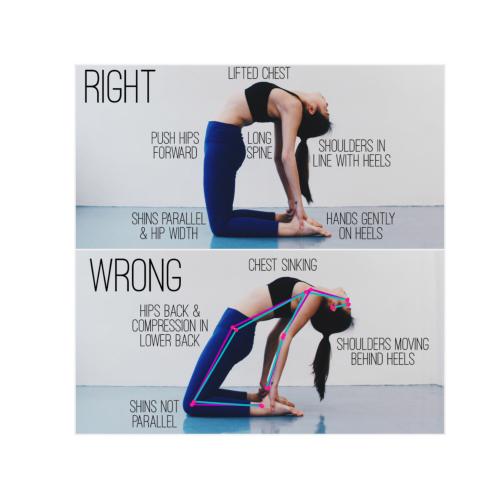 RIGHT
LIFTED CHEST
PUSH HIPS
FORWARD
LONG
SPINE
SHOULDERS IN
LINE WITH HEELS
SHINS PARALLEL
& HIP WIDTH
HANDS GENTLY
ON HEELS
WRONG
CHEST SINKING
HIPS BACK &
COMPRESSION IN
LOWER BACK
SHOULDERS MOVING
BEHIND HEELS
SHINS NOT
PARALLEL